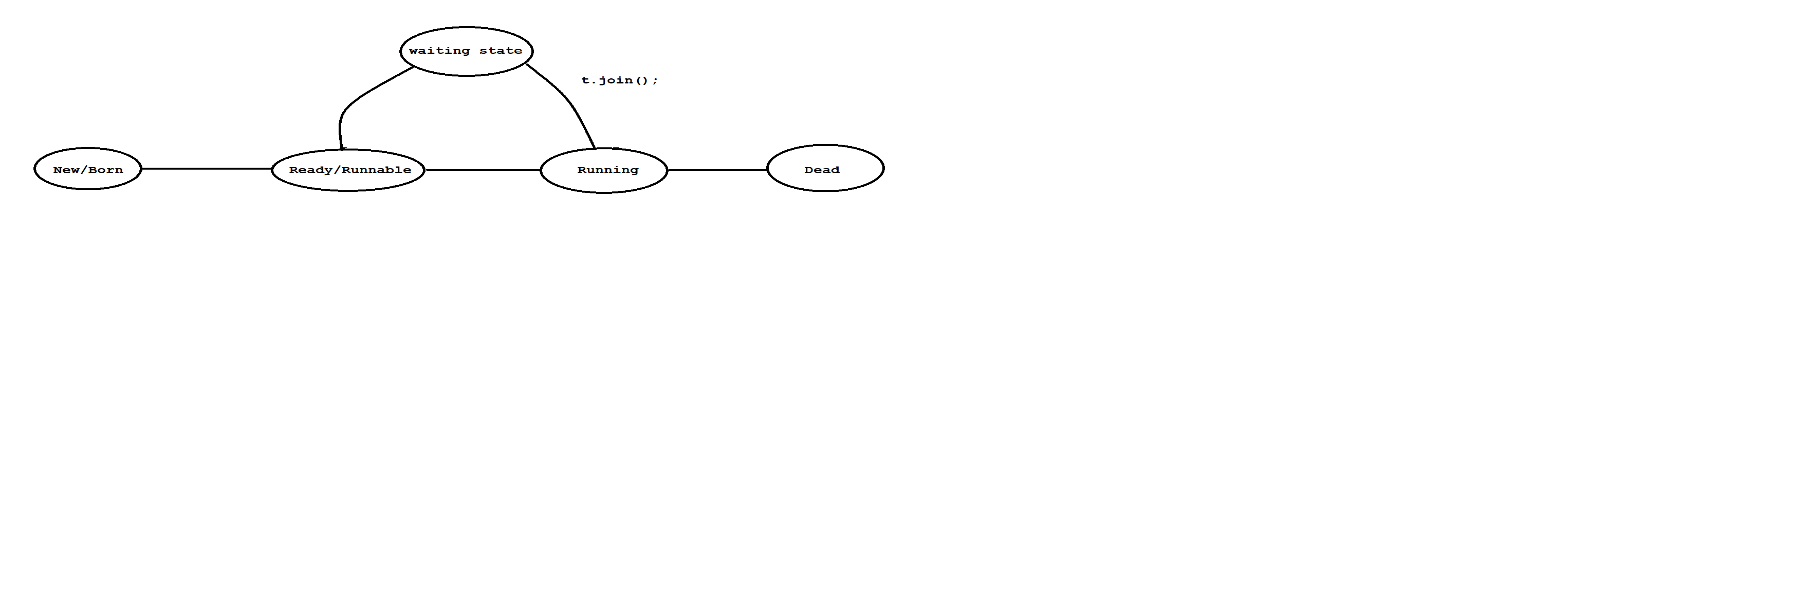 waiting state
t.join();
New/Born
Ready/Runnable
Running
Dead